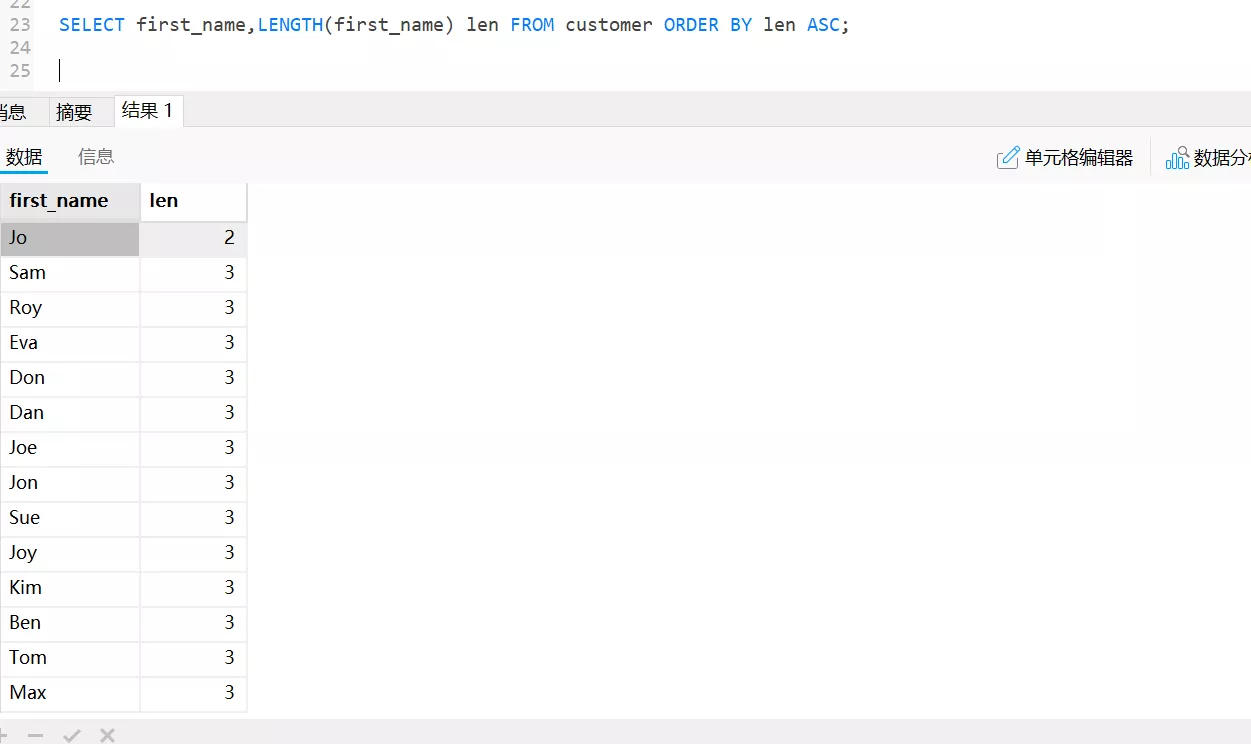 22
23 SELECT first_name,LENGTH(first_name) len FROM customer ORDER BY len ASC;
24
25
消息 摘要 结果 1
数据 信息 单元格编辑器 数据分析
first_name len
Jo 2
Sam 3
Roy 3
Eva 3
Don 3
Dan 3
Joe 3
Jon 3
Sue 3
Joy 3
Kim 3
Ben 3
Tom 3
Max 3